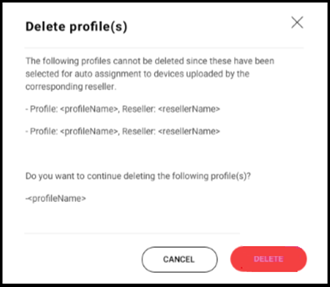 Delete profile(s)
The following profiles cannot be deleted since these have been
selected for auto assignment to devices uploaded by the
corresponding reseller.
- Profile: <profileName>, Reseller: <resellerName>
- Profile: <profileName>, Reseller: <resellerName>
Do you want to continue deleting the following profile(s)?
-<profileName>
CANCEL DELETE